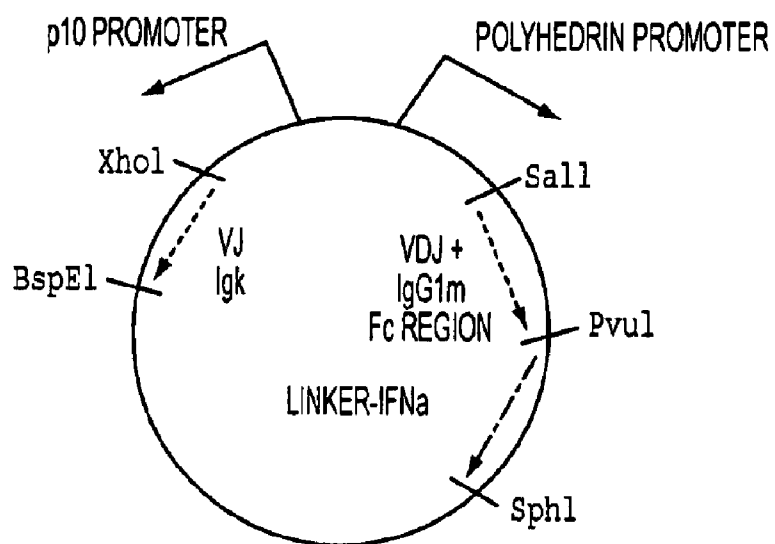 p10 PROMOTER
POLYHEDRIN PROMOTER
XhoI
SalI
VJ
Igk
VDJ +
IgG1m
Fc REGION
BspEI
PvuI
LINKER-IFNa
SphI